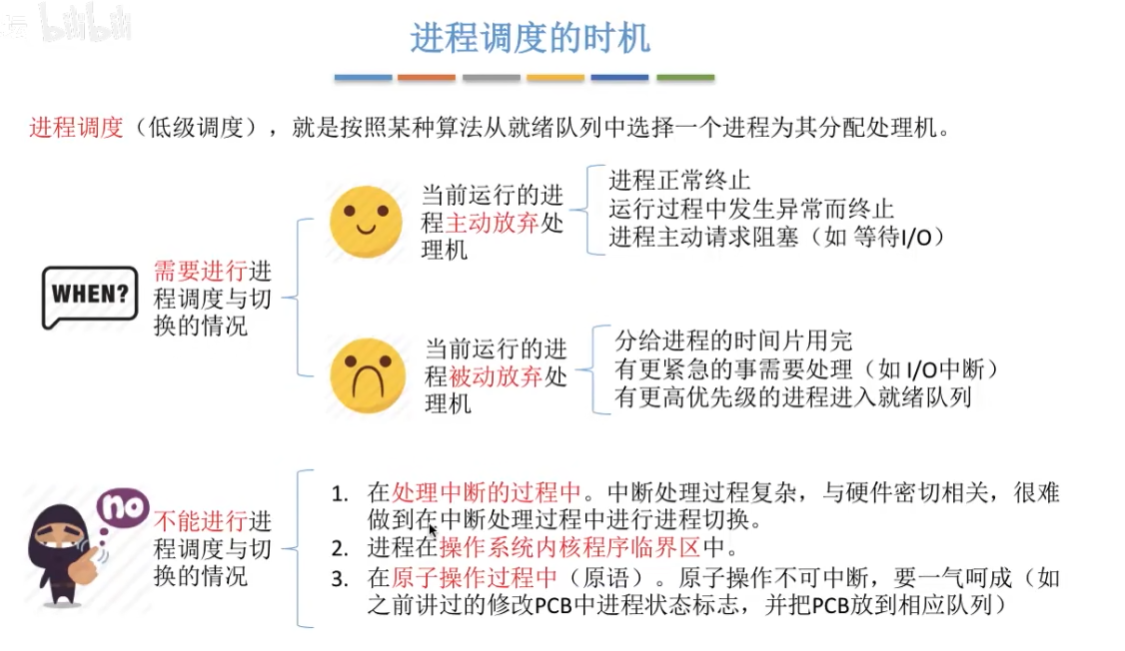 bilibili
进程调度的时机
进程调度（低级调度），就是按照某种算法从就绪队列中选择一个进程为其分配处理机。
WHEN?
需要进行进
程调度与切
换的情况
当前运行的进
程主动放弃处
理机
进程正常终止
运行过程中发生异常而终止
进程主动请求阻塞（如 等待I/O）
当前运行的进
程被动放弃处
理机
分给进程的时间片用完
有更紧急的事需要处理（如 I/O中断）
有更高优先级的进程进入就绪队列
no
不能进行进
程调度与切
换的情况
1. 在处理中断的过程中。中断处理过程复杂，与硬件密切相关，很难
做到在中断处理过程中进行进程切换。
2. 进程在操作系统内核程序临界区中。
3. 在原子操作过程中（原语）。原子操作不可中断，要一气呵成（如
之前讲过的修改PCB中进程状态标志，并把PCB放到相应队列）